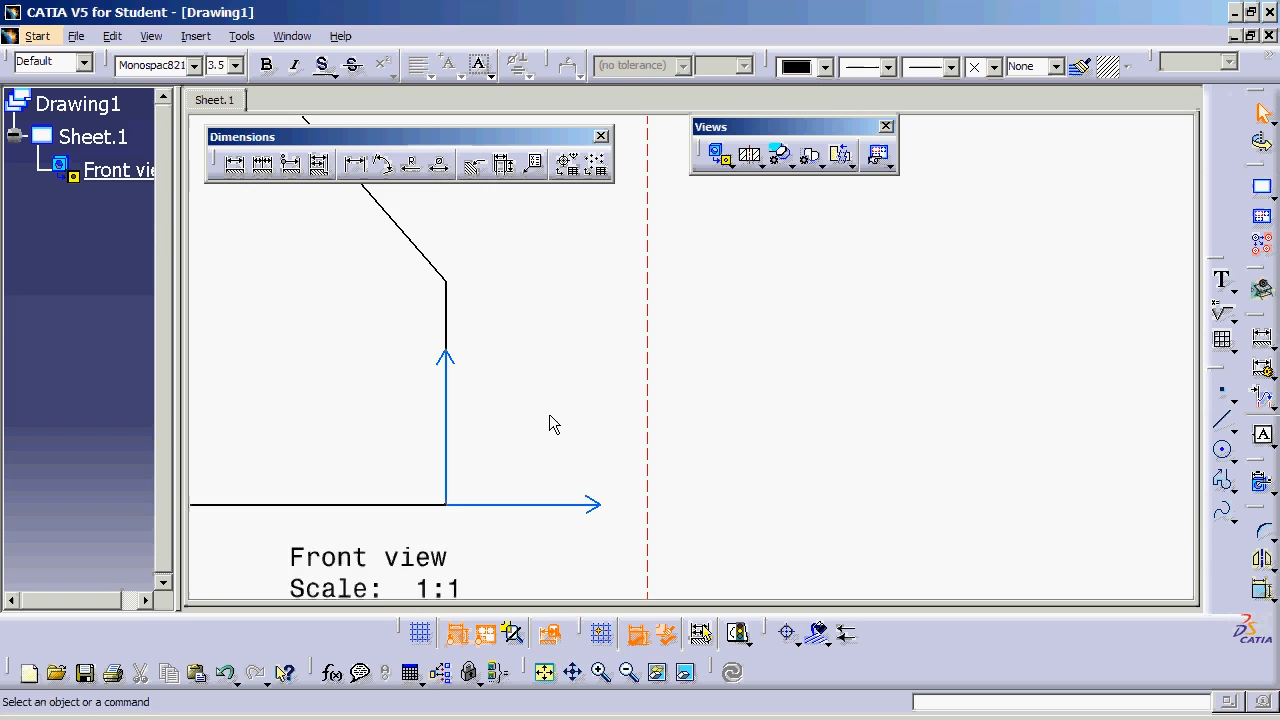 CATIA V5 for Student - [Drawing1]
Start File Edit View Insert Tools Window Help
Default Monospac821 3.5 B I S S (no tolerance) None
Drawing1
Sheet.1
Front vie
Sheet.1
Dimensions
Views
Front view
Scale: 1:1
T
A
f(x)
CATIA
Select an object or a command